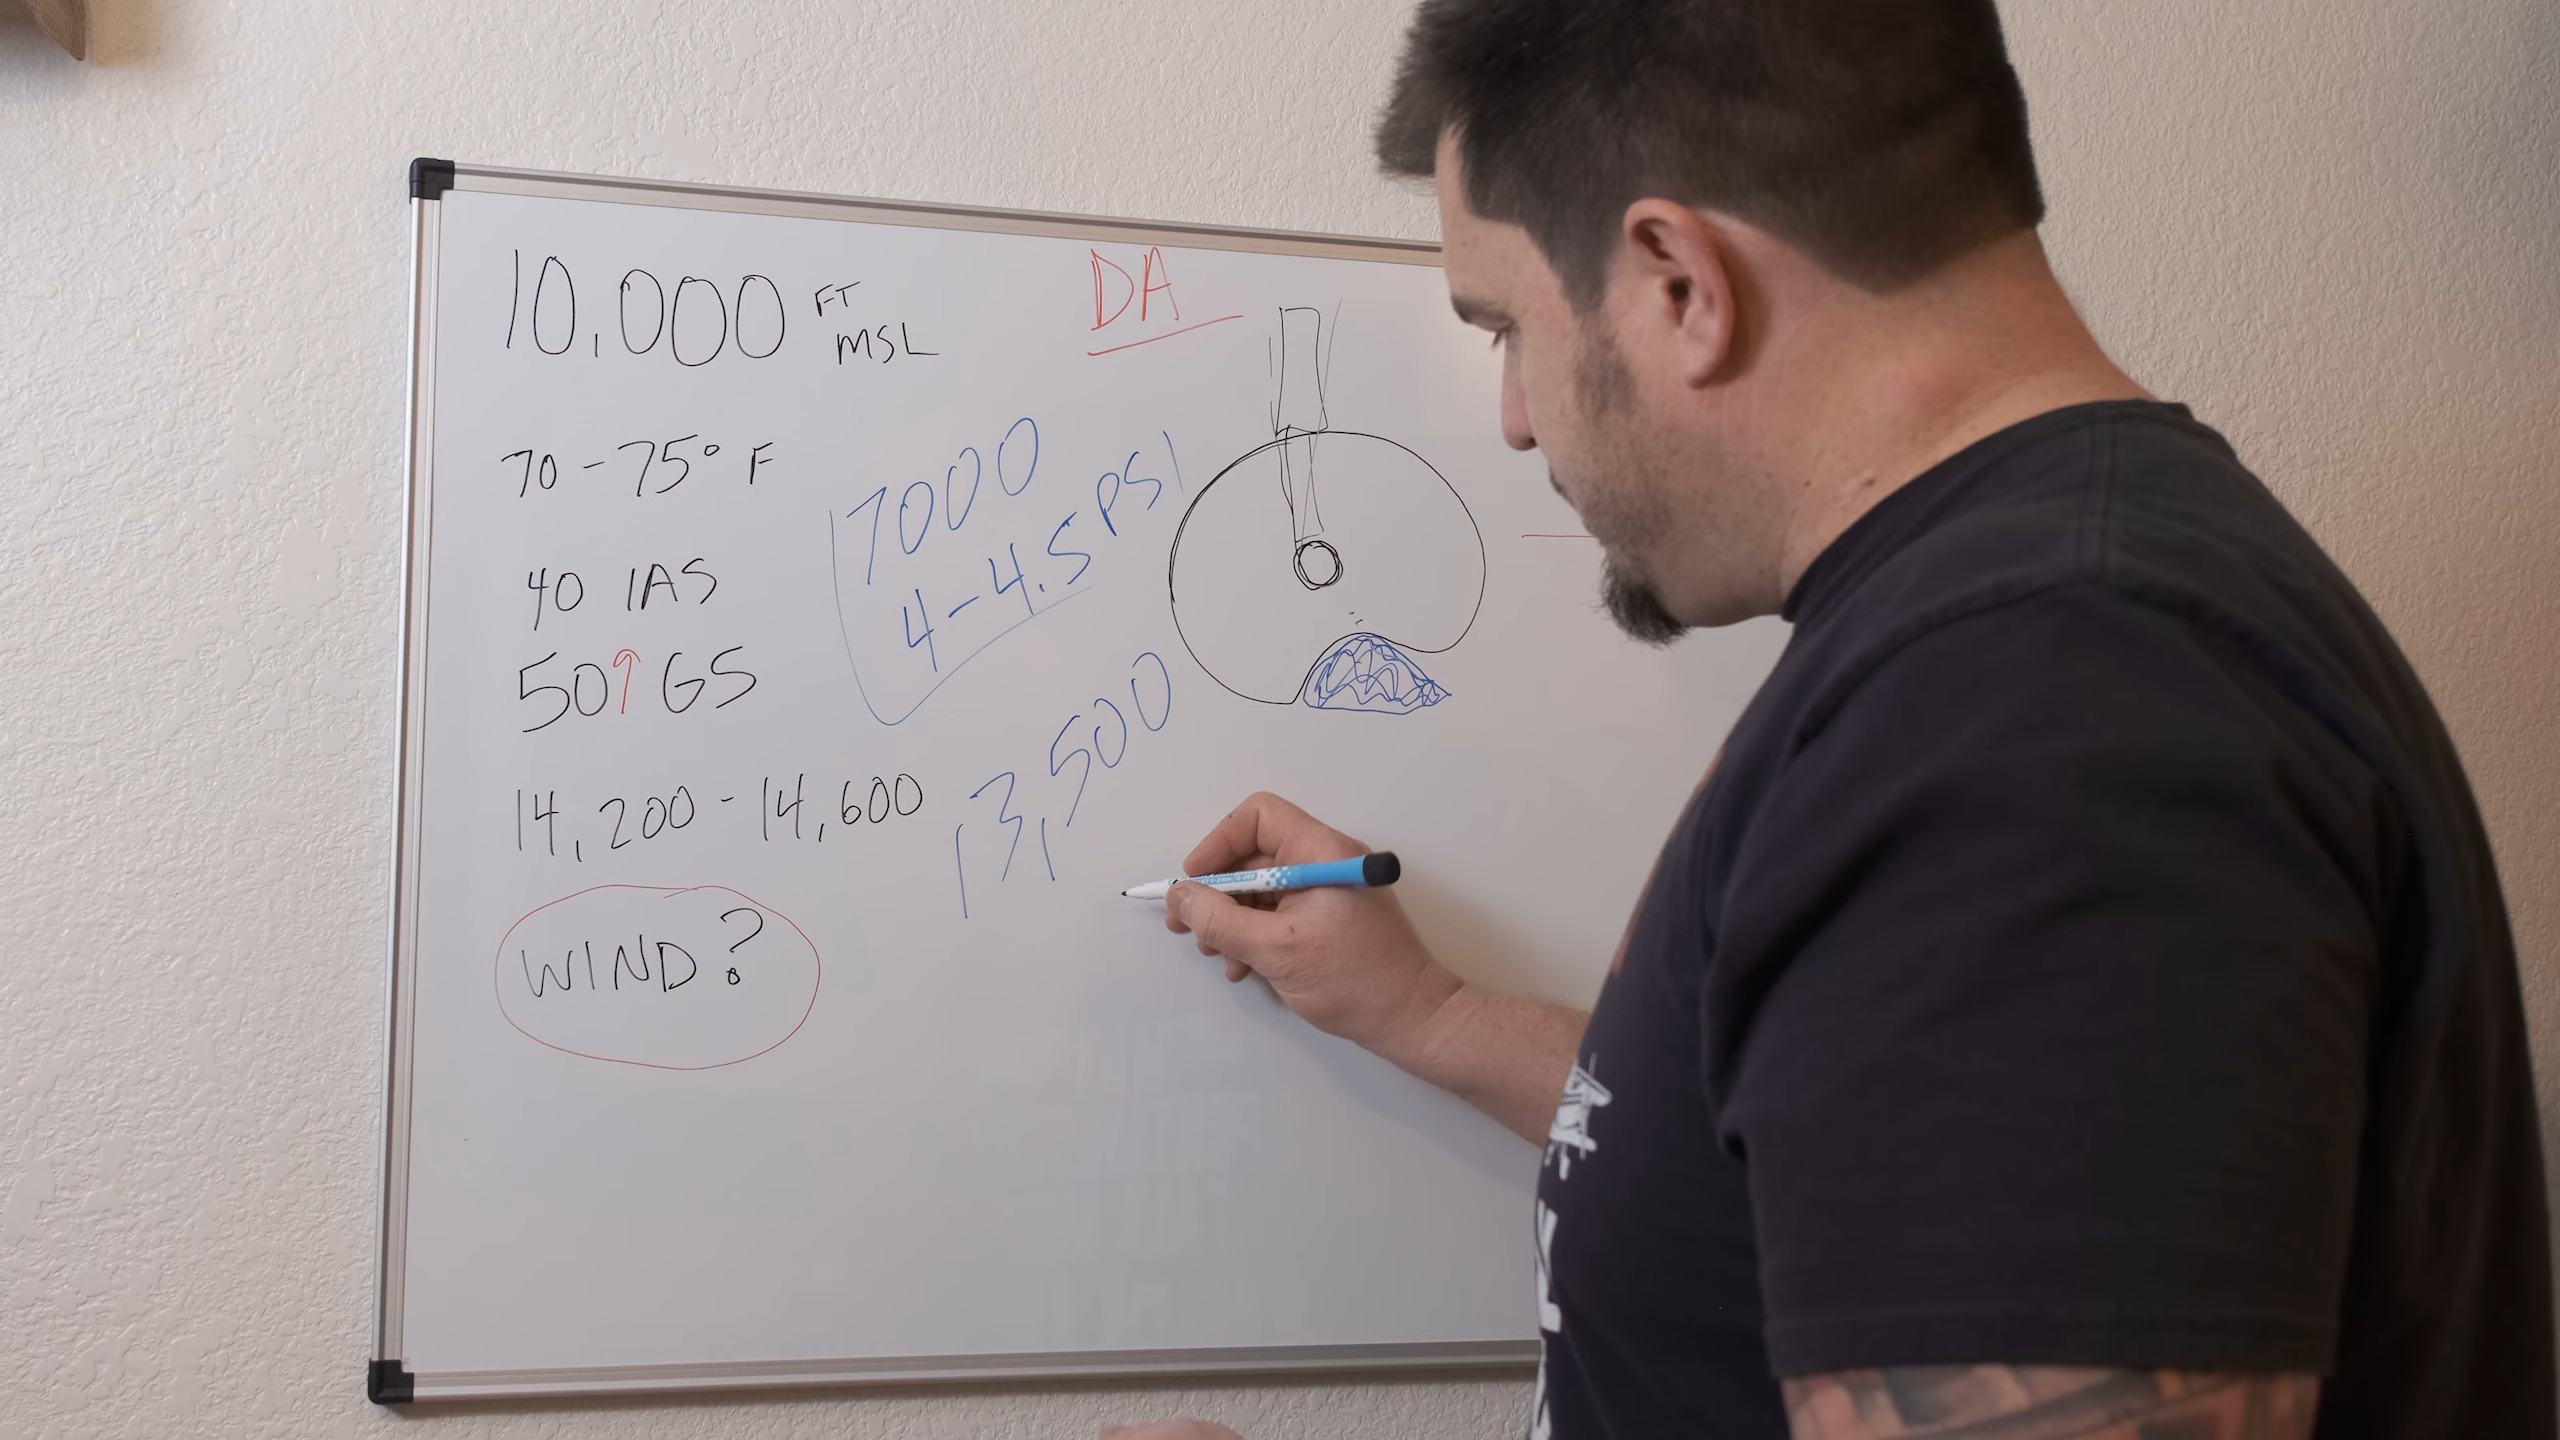 10,000 FT
MSL
DA
70-75° F
7000
4-4.5 PSI
40 IAS
50↑ GS
13,500
14,200-14,600
WIND?